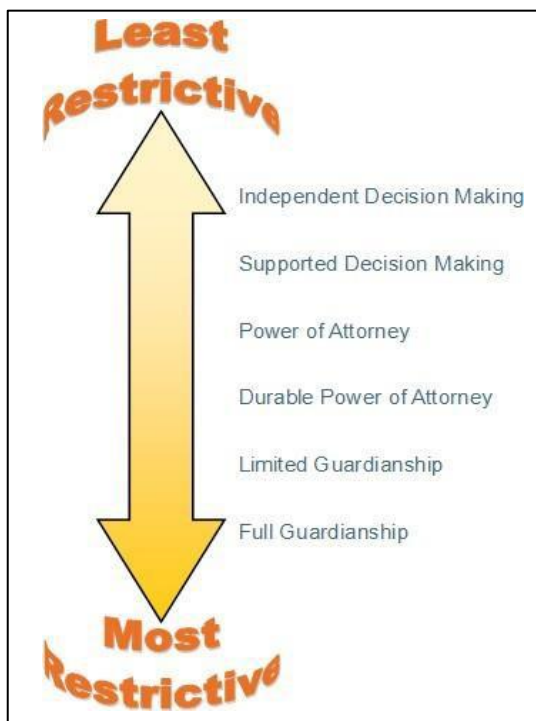 Least
Restrictive
Independent Decision Making
Supported Decision Making
Power of Attorney
Durable Power of Attorney
Limited Guardianship
Full Guardianship
Most
Restrictive